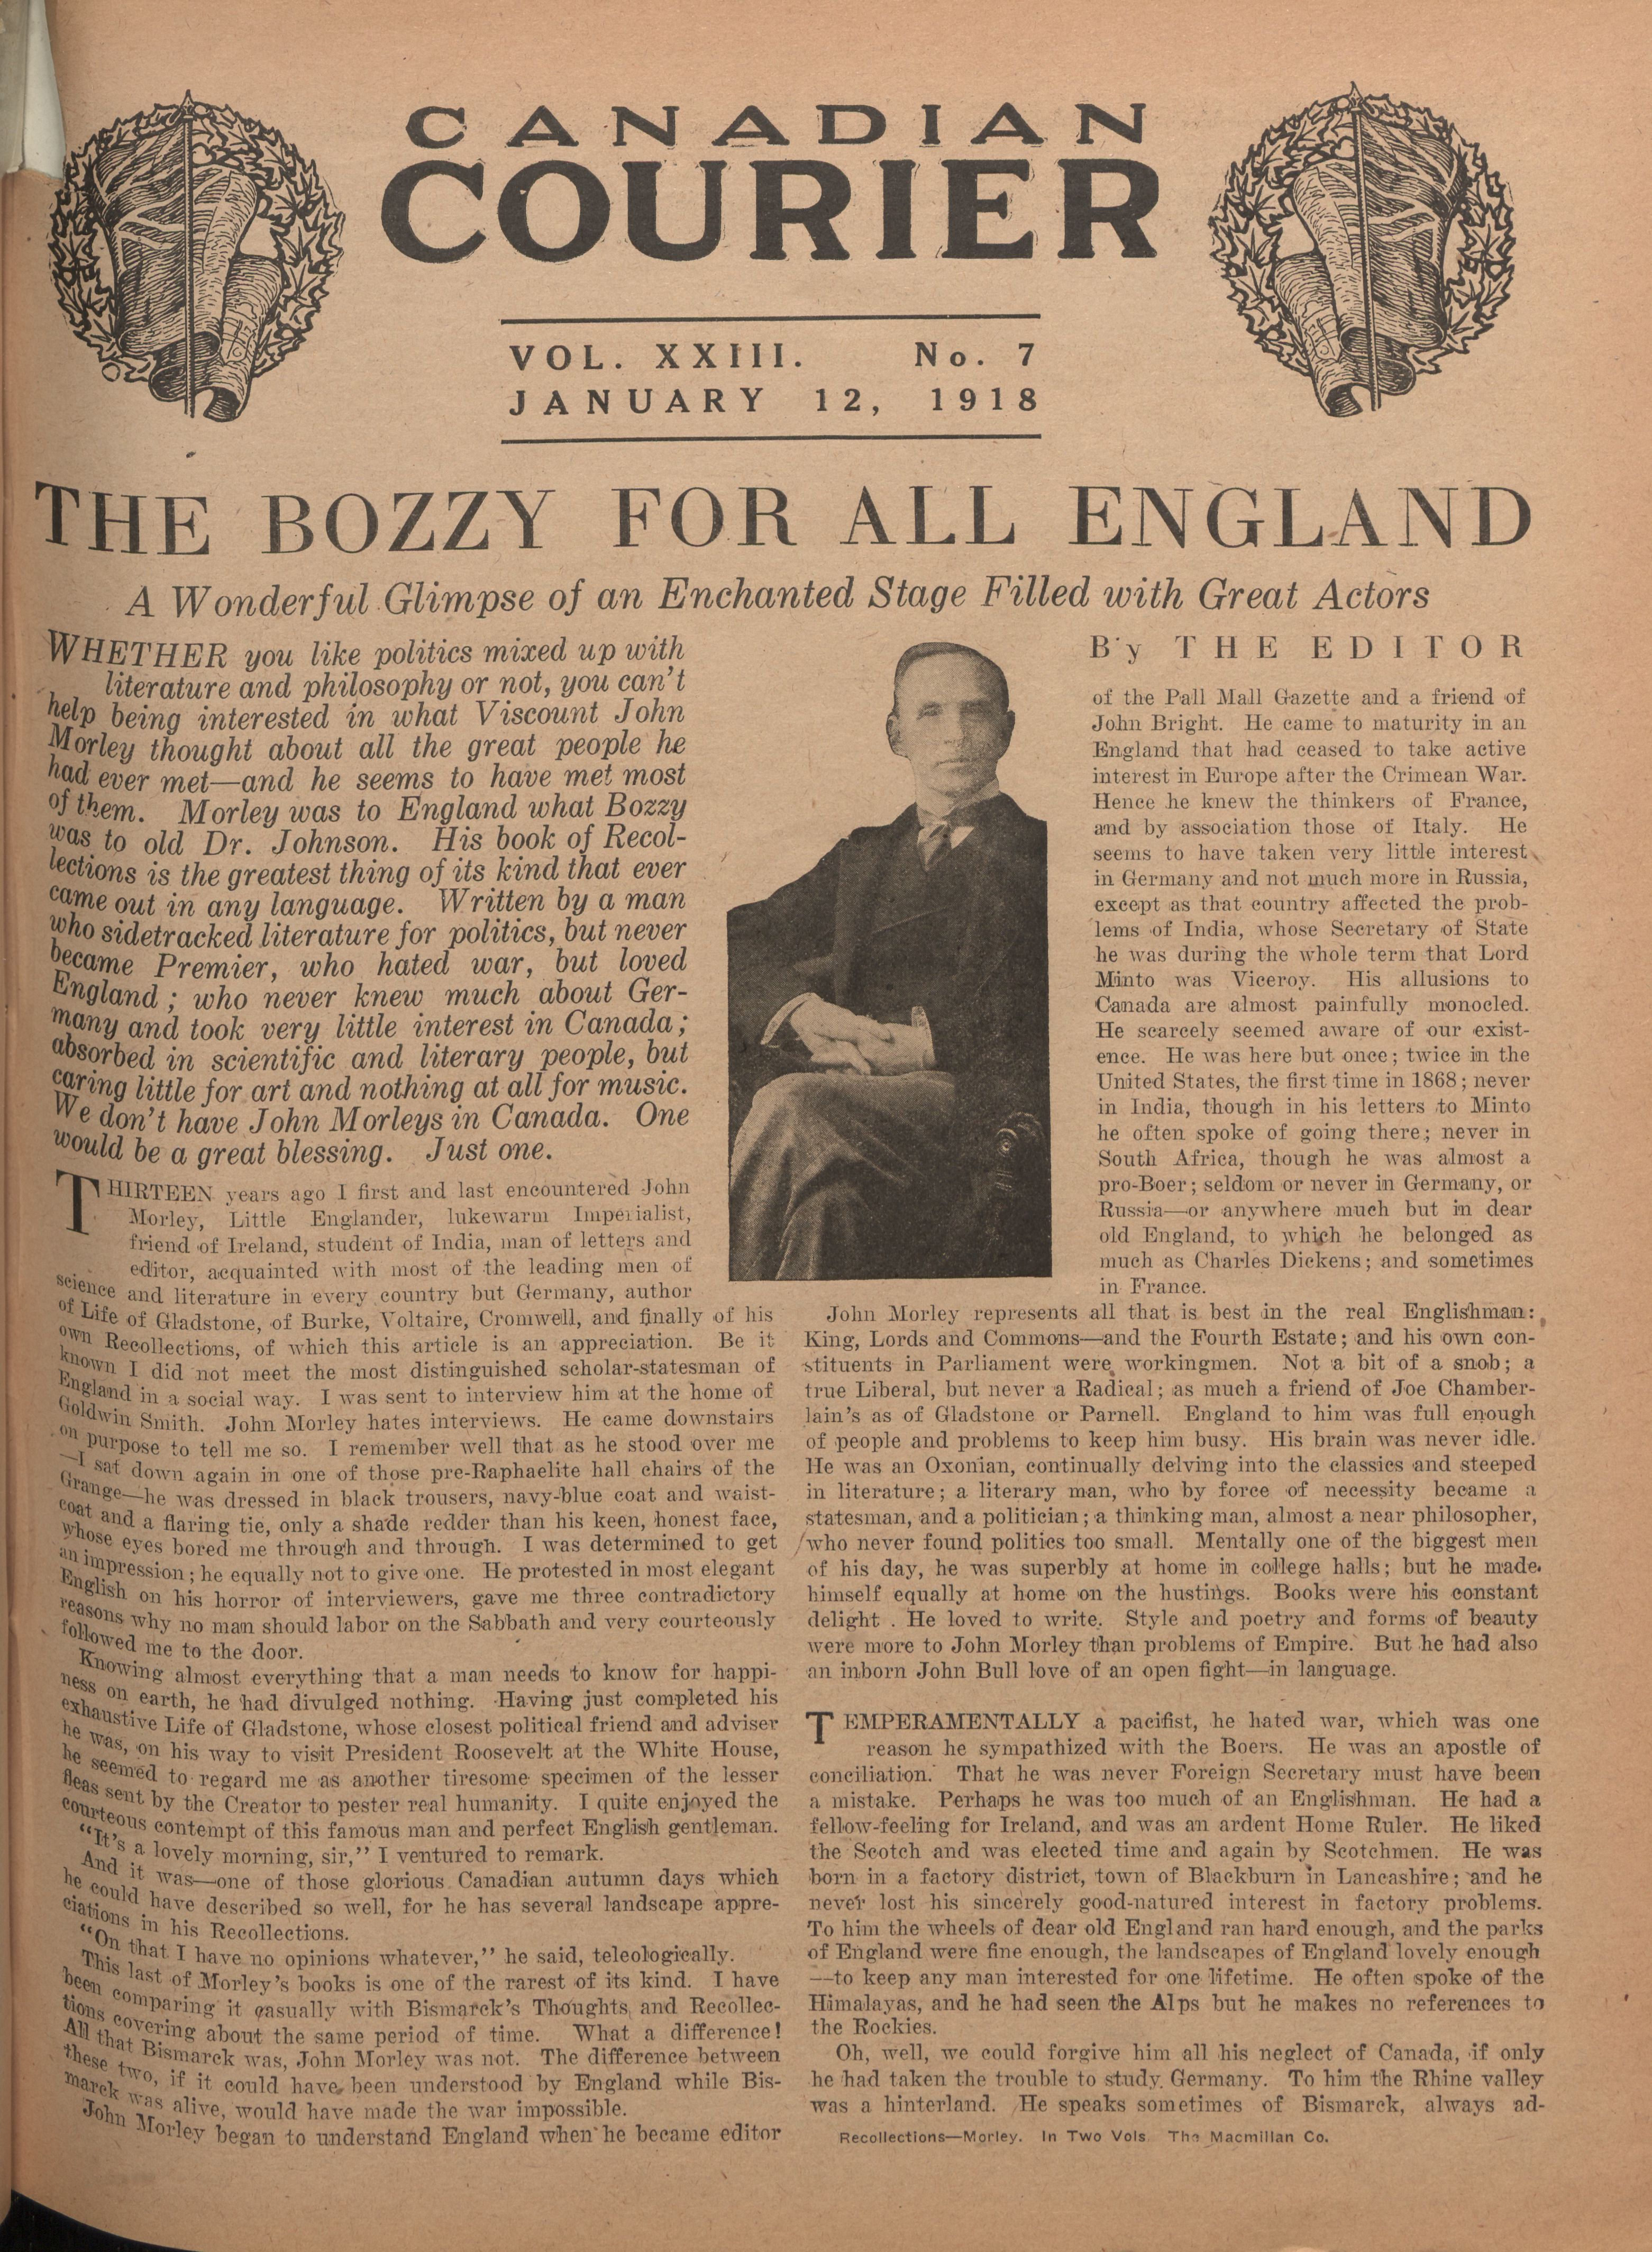 CANADIAN
COURIER
VOL. XXIII. No. 7
JANUARY 12, 1918
THE BOZZY FOR ALL ENGLAND
A Wonderful Glimpse of an Enchanted Stage Filled with Great Actors
WHETHER you like politics mixed up with
literature and philosophy or not, you can't
help being interested in what Viscount John
Morley thought about all the great people he
had ever met—and he seems to have met most
of them. Morley was to England what Bozzy
was to old Dr. Johnson. His book of Recol-
lections is the greatest thing of its kind that ever
came out in any language. Written by a man
who sidetracked literature for politics, but never
became Premier, who hated war, but loved
England; who never knew much about Ger-
many and took very little interest in Canada;
absorbed in scientific and literary people, but
caring little for art and nothing at all for music.
We don't have John Morleys in Canada. One
would be a great blessing. Just one.
THIRTEEN years ago I first and last encountered John
Morley, Little Englander, lukewarm Imperialist,
friend of Ireland, student of India, man of letters and
editor, acquainted with most of the leading men of
science and literature in every country but Germany, author
of Life of Gladstone, of Burke, Voltaire, Cromwell, and finally of his
own Recollections, of which this article is an appreciation. Be it
known I did not meet the most distinguished scholar-statesman of
England in a social way. I was sent to interview him at the home of
Goldwin Smith. John Morley hates interviews. He came downstairs
on purpose to tell me so. I remember well that as he stood over me
—I sat down again in one of those pre-Raphaelite hall chairs of the
Grange—he was dressed in black trousers, navy-blue coat and waist-
coat and a flaring tie, only a shade redder than his keen, honest face,
whose eyes bored me through and through. I was determined to get
an impression; he equally not to give one. He protested in most elegant
English on his horror of interviewers, gave me three contradictory
reasons why no man should labor on the Sabbath and very courteously
followed me to the door.
Knowing almost everything that a man needs to know for happi-
ness on earth, he had divulged nothing. Having just completed his
exhaustive Life of Gladstone, whose closest political friend and adviser
he was, on his way to visit President Roosevelt at the White House,
he seemed to regard me as another tiresome specimen of the lesser
fleas sent by the Creator to pester real humanity. I quite enjoyed the
courteous contempt of this famous man and perfect English gentleman.
"It's a lovely morning, sir," I ventured to remark.
And it was—one of those glorious Canadian autumn days which
he could have described so well, for he has several landscape appre-
ciations in his Recollections.
"On that I have no opinions whatever," he said, teleologically.
This last of Morley's books is one of the rarest of its kind. I have
been comparing it casually with Bismarck's Thoughts and Recollec-
tions covering about the same period of time. What a difference!
All that Bismarck was, John Morley was not. The difference between
these two, if it could have been understood by England while Bis-
marck was alive, would have made the war impossible.
John Morley began to understand England when he became editor
By THE EDITOR
of the Pall Mall Gazette and a friend of
John Bright. He came to maturity in an
England that had ceased to take active
interest in Europe after the Crimean War.
Hence he knew the thinkers of France,
and by association those of Italy. He
seems to have taken very little interest
in Germany and not much more in Russia,
except as that country affected the prob-
lems of India, whose Secretary of State
he was during the whole term that Lord
Minto was Viceroy. His allusions to
Canada are almost painfully monocled.
He scarcely seemed aware of our exist-
ence. He was here but once; twice in the
United States, the first time in 1868; never
in India, though in his letters to Minto
he often spoke of going there; never in
South Africa, though he was almost a
pro-Boer; seldom or never in Germany, or
Russia—or anywhere much but in dear
old England, to which he belonged as
much as Charles Dickens; and sometimes
in France.
John Morley represents all that is best in the real Englishman:
King, Lords and Commons—and the Fourth Estate; and his own con-
stituents in Parliament were workingmen. Not a bit of a snob; a
true Liberal, but never a Radical; as much a friend of Joe Chamber-
lain's as of Gladstone or Parnell. England to him was full enough
of people and problems to keep him busy. His brain was never idle.
He was an Oxonian, continually delving into the classics and steeped
in literature; a literary man, who by force of necessity became a
statesman, and a politician; a thinking man, almost a near philosopher,
who never found politics too small. Mentally one of the biggest men
of his day, he was superbly at home in college halls; but he made
himself equally at home on the hustings. Books were his constant
delight. He loved to write. Style and poetry and forms of beauty
were more to John Morley than problems of Empire. But he had also
an inborn John Bull love of an open fight—in language.
TEMPERAMENTALLY a pacifist, he hated war, which was one
reason he sympathized with the Boers. He was an apostle of
conciliation. That he was never Foreign Secretary must have been
a mistake. Perhaps he was too much of an Englishman. He had a
fellow-feeling for Ireland, and was an ardent Home Ruler. He liked
the Scotch and was elected time and again by Scotchmen. He was
born in a factory district, town of Blackburn in Lancashire; and he
never lost his sincerely good-natured interest in factory problems.
To him the wheels of dear old England ran hard enough, and the parks
of England were fine enough, the landscapes of England lovely enough
—to keep any man interested for one lifetime. He often spoke of the
Himalayas, and he had seen the Alps but he makes no references to
the Rockies.
Oh, well, we could forgive him all his neglect of Canada, if only
he had taken the trouble to study Germany. To him the Rhine valley
was a hinterland. He speaks sometimes of Bismarck, always ad-
Recollections—Morley. In Two Vols. The Macmillan Co.